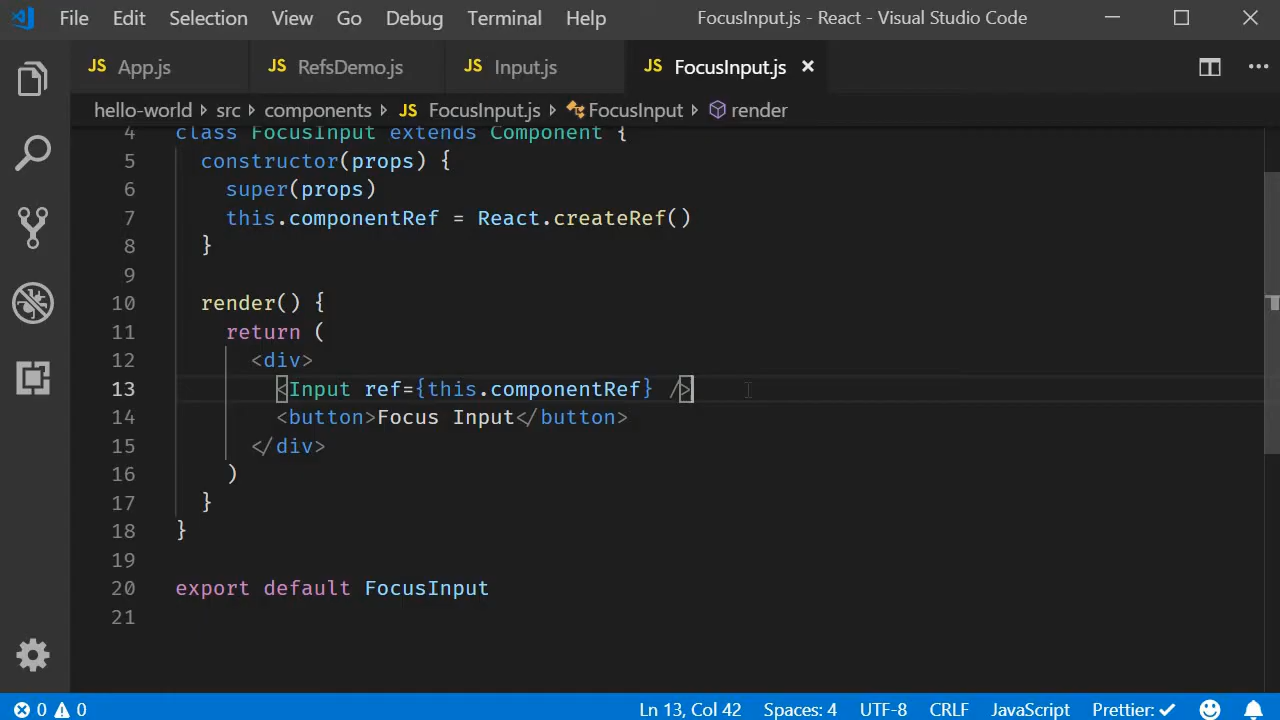 File Edit Selection View Go Debug Terminal Help FocusInput.js - React - Visual Studio Code
JS App.js JS RefsDemo.js JS Input.js JS FocusInput.js
hello-world › src › components › JS FocusInput.js › FocusInput › render
4 class FocusInput extends Component {
5 constructor(props) {
6 super(props)
7 this.componentRef = React.createRef()
8 }
9
10 render() {
11 return (
12 <div>
13 <Input ref={this.componentRef} />
14 <button>Focus Input</button>
15 </div>
16 )
17 }
18 }
19
20 export default FocusInput
21
0 0 Ln 13, Col 42 Spaces: 4 UTF-8 CRLF JavaScript Prettier: ✓